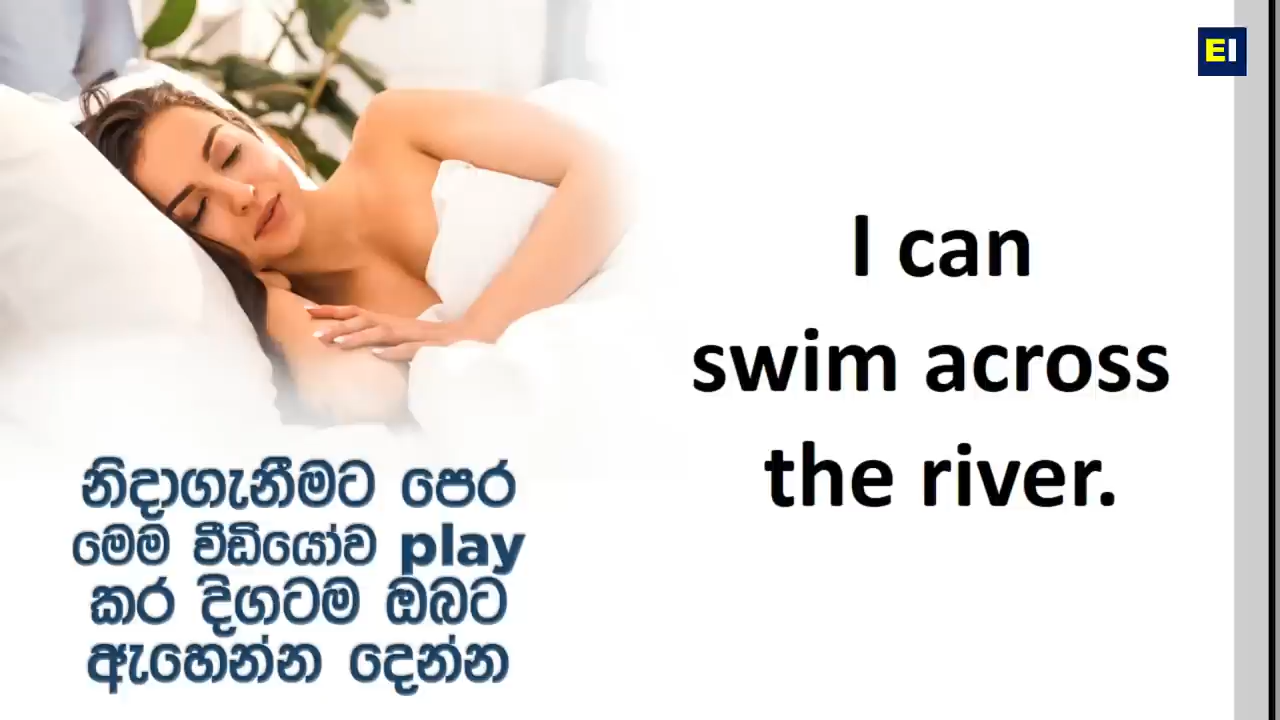 EI
I can
swim across
the river.
නිදාගැනීමට පෙර
මෙම වීඩියෝව play
කර දිගටම ඔබට
ඇහෙන්න දෙන්න